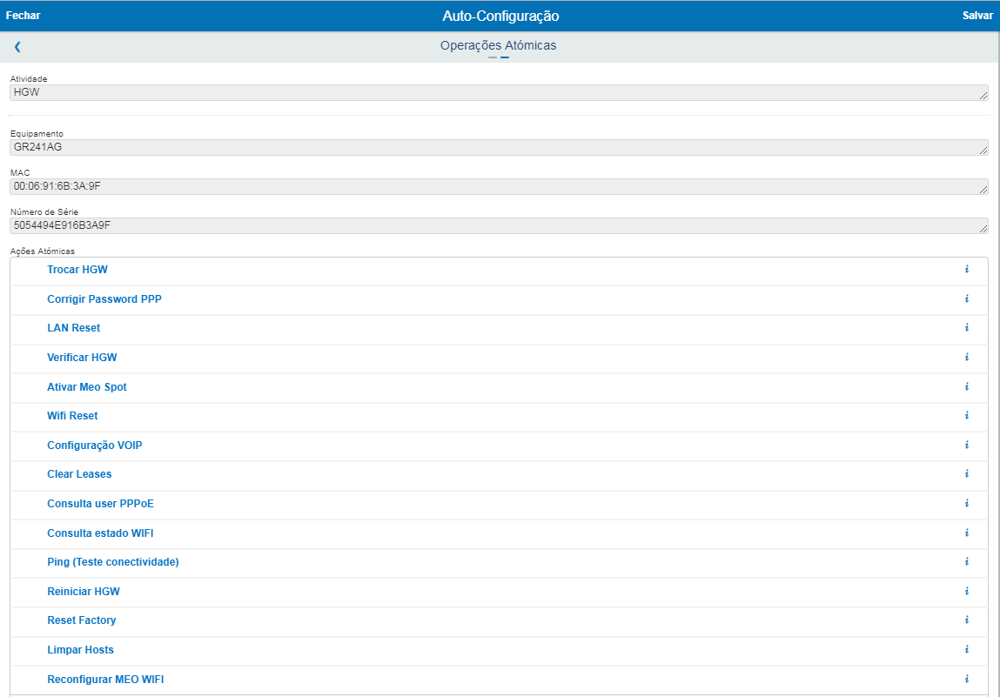 Fechar Auto-Configuração Salvar
Operações Atómicas
Atividade
HGW
Equipamento
GR241AG
MAC
00:06:91:6B:3A:9F
Número de Série
5054494E916B3A9F
Ações Atómicas
Trocar HGW i
Corrigir Password PPP i
LAN Reset i
Verificar HGW i
Ativar Meo Spot i
Wifi Reset i
Configuração VOIP i
Clear Leases i
Consulta user PPPoE i
Consulta estado WIFI i
Ping (Teste conectividade) i
Reiniciar HGW i
Reset Factory i
Limpar Hosts i
Reconfigurar MEO WIFI i